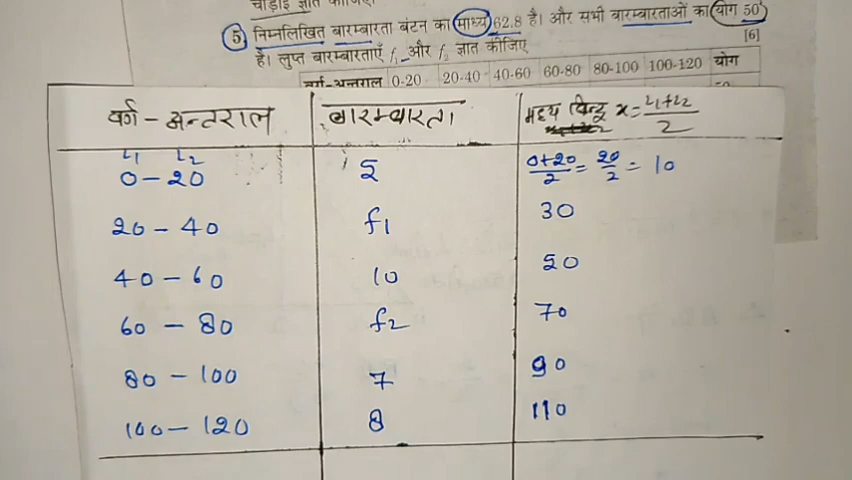 चौड़ाई ज्ञात कीजिए।
5 निम्नलिखित बारम्बारता बंटन का माध्य 62.8 है। और सभी बारम्बारताओं का योग 50
है। लुप्त बारम्बारताएँ f₁ और f₂ ज्ञात कीजिए [6]
वर्ग-अन्तराल 0-20 20-40 40-60 60-80 80-100 100-120 योग
वर्ग - अन्तराल बारम्बारता मध्य बिन्दु x = L1+L2/2
L1 L2
0 - 20 5 0+20/2 = 20/2 = 10
20 - 40 f1 30
40 - 60 10 50
60 - 80 f2 70
80 - 100 7 90
100 - 120 8 110